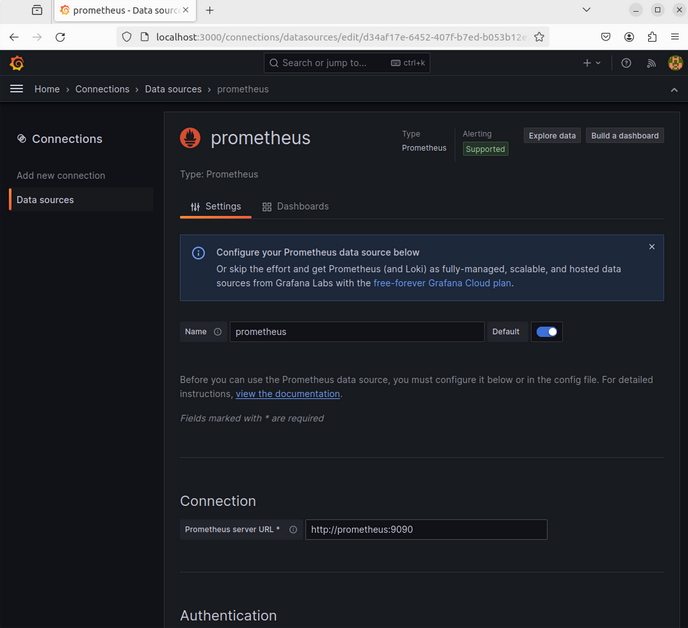 prometheus - Data sourc
localhost:3000/connections/datasources/edit/d34af17e-6452-407f-b7ed-b053b12e
Search or jump to... ctrl+k
Home › Connections › Data sources › prometheus
Connections
Add new connection
Data sources
prometheus
Type
Prometheus
Alerting
Supported
Explore data
Build a dashboard
Type: Prometheus
Settings
Dashboards
Configure your Prometheus data source below
Or skip the effort and get Prometheus (and Loki) as fully-managed, scalable, and hosted data
sources from Grafana Labs with the free-forever Grafana Cloud plan.
Name prometheus Default
Before you can use the Prometheus data source, you must configure it below or in the config file. For detailed
instructions, view the documentation.
Fields marked with * are required
Connection
Prometheus server URL * http://prometheus:9090
Authentication